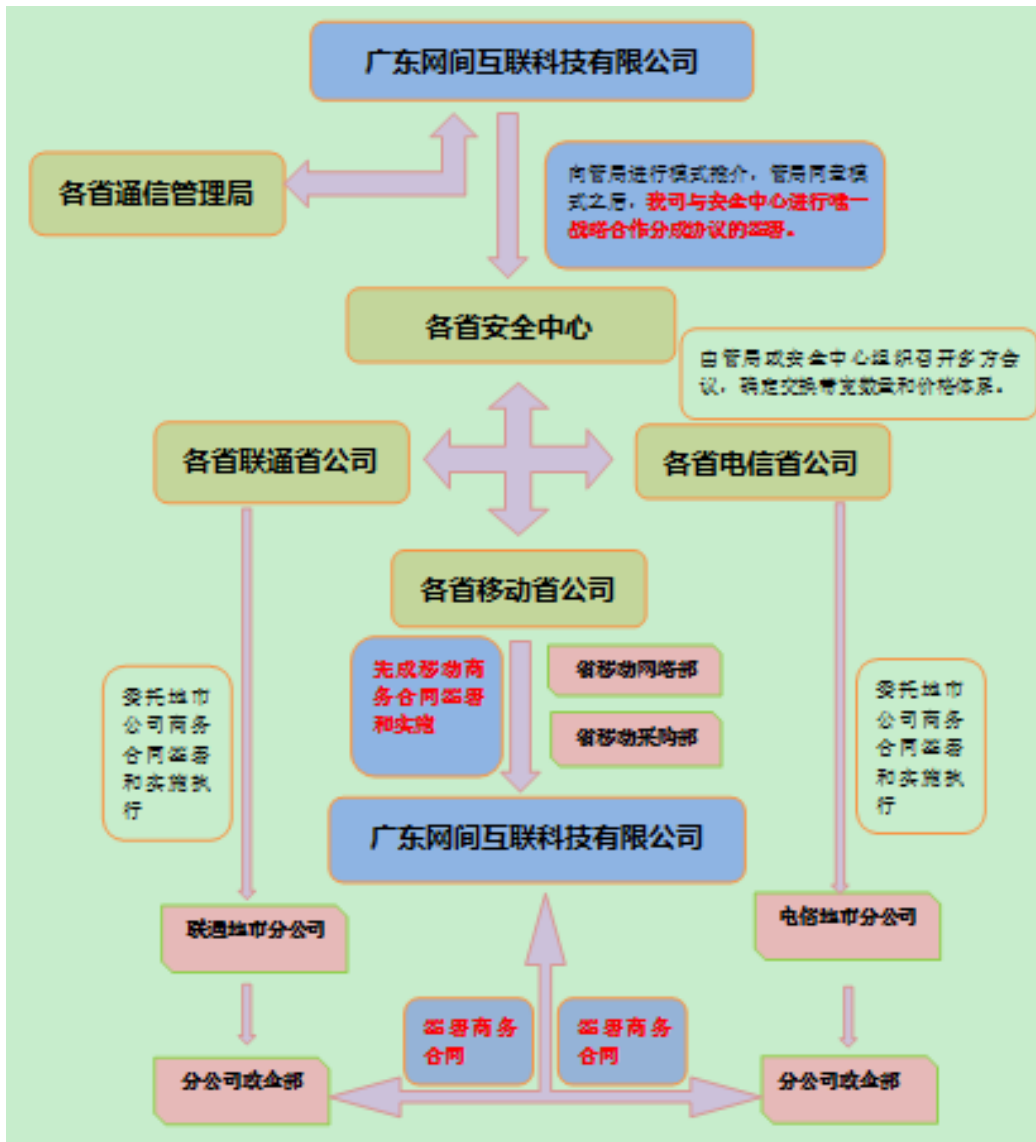 广东网间互联科技有限公司
各省通信管理局
向管局进行模式推介，管局同意模
式之后，我司与安全中心进行唯一
战略合作分成协议的签署。
各省安全中心
由管局或安全中心组织召开多方会
议，确定交换带宽数量和价格体系。
各省联通省公司
各省电信省公司
各省移动省公司
完成移动商
务合同签署
和实施
省移动网络部
省移动采购部
委托地市
公司商务
合同签署
和实施执
行
委托地市
公司商务
合同签署
和实施执
行
广东网间互联科技有限公司
联通地市分公司
电信地市分公司
签署商务
合同
签署商务
合同
分公司政企部
分公司政企部